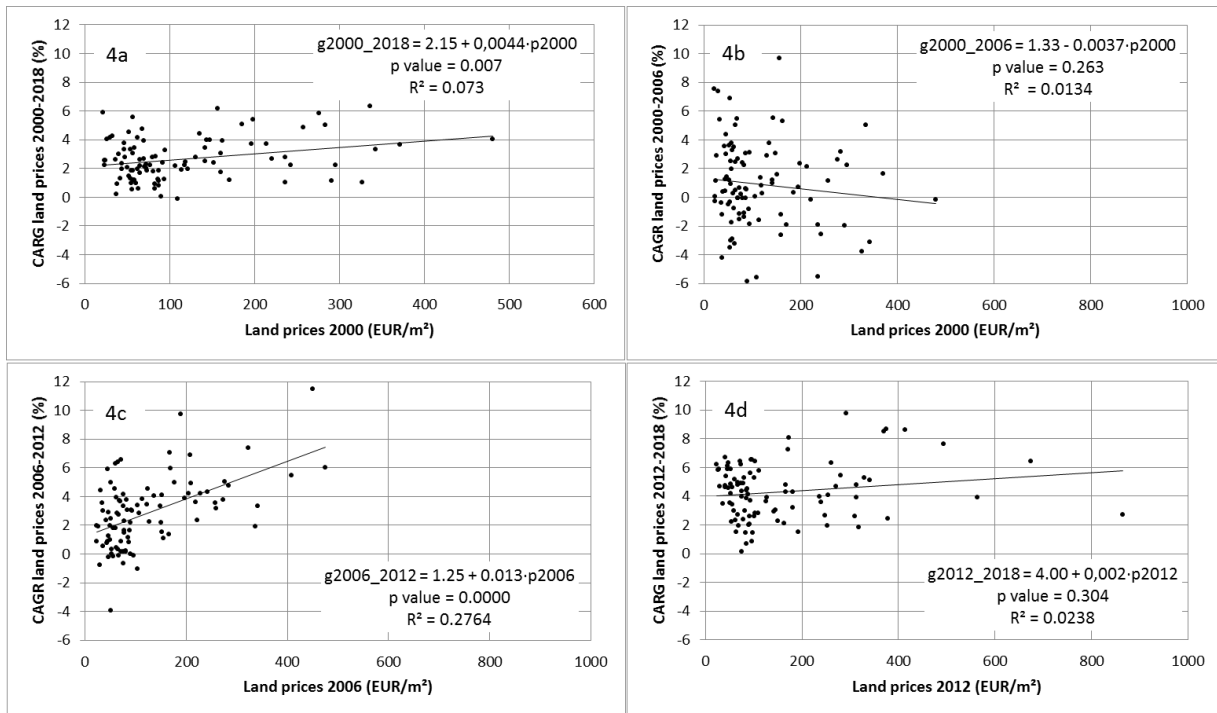 4a
g2000_2018 = 2.15 + 0,0044·p2000
p value = 0.007
R² = 0.073
CARG land prices 2000-2018 (%)
12
10
8
6
4
2
0
-2
-4
-6
0 100 200 300 400 500 600
Land prices 2000 (EUR/m²)
4b
g2000_2006 = 1.33 - 0.0037·p2000
p value = 0.263
R² = 0.0134
CAGR land prices 2000-2006 (%)
12
10
8
6
4
2
0
-2
-4
-6
0 200 400 600 800 1000
Land prices 2000 (EUR/m²)
4c
CAGR land prices 2006-2012 (%)
12
10
8
6
4
2
0
-2
-4
-6
g2006_2012 = 1.25 + 0.013·p2006
p value = 0.0000
R² = 0.2764
0 200 400 600 800 1000
Land prices 2006 (EUR/m²)
4d
CARG land prices 2012-2018 (%)
12
10
8
6
4
2
0
-2
-4
-6
g2012_2018 = 4.00 + 0,002·p2012
p value = 0.304
R² = 0.0238
0 200 400 600 800 1000
Land prices 2012 (EUR/m²)